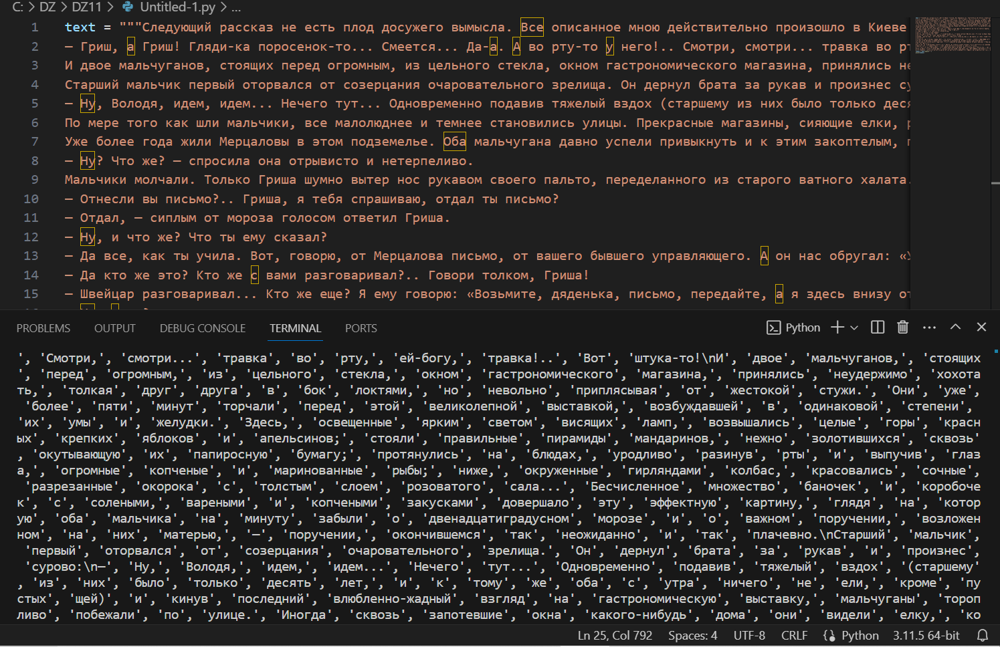 C: > DZ > DZ11 > Untitled-1.py > ...
1 text = """Следующий рассказ не есть плод досужего вымысла. Все описанное мною действительно произошло в Киеве
2 — Гриш, а Гриш! Гляди-ка поросенок-то... Смеется... Да-а. А во рту-то у него!.. Смотри, смотри... травка во рт
3 И двое мальчуганов, стоящих перед огромным, из цельного стекла, окном гастрономического магазина, принялись не
4 Старший мальчик первый оторвался от созерцания очаровательного зрелища. Он дернул брата за рукав и произнес су
5 — Ну, Володя, идем, идем... Нечего тут... Одновременно подавив тяжелый вздох (старшему из них было только деся
6 По мере того как шли мальчики, все малолюднее и темнее становились улицы. Прекрасные магазины, сияющие елки, р
7 Уже более года жили Мерцаловы в этом подземелье. Оба мальчугана давно успели привыкнуть и к этим закоптелым, п
8 — Ну? Что же? — спросила она отрывисто и нетерпеливо.
9 Мальчики молчали. Только Гриша шумно вытер нос рукавом своего пальто, переделанного из старого ватного халата.
10 — Отнесли вы письмо?.. Гриша, я тебя спрашиваю, отдал ты письмо?
11 — Отдал, — сиплым от мороза голосом ответил Гриша.
12 — Ну, и что же? Что ты ему сказал?
13 — Да все, как ты учила. Вот, говорю, от Мерцалова письмо, от вашего бывшего управляющего. А он нас обругал: «У
14 — Да кто же это? Кто же с вами разговаривал?.. Говори толком, Гриша!
15 — Швейцар разговаривал... Кто же еще? Я ему говорю: «Возьмите, дяденька, письмо, передайте, а я здесь внизу от
PROBLEMS OUTPUT DEBUG CONSOLE TERMINAL PORTS Python
', 'Смотри,', 'смотри...', 'травка', 'во', 'рту,', 'ей-богу,', 'травка!..', 'Вот', 'штука-то!\nИ', 'двое', 'мальчуганов,', 'стоящих
', 'перед', 'огромным,', 'из', 'цельного', 'стекла,', 'окном', 'гастрономического', 'магазина,', 'принялись', 'неудержимо', 'хохота
ть,', 'толкая', 'друг', 'друга', 'в', 'бок', 'локтями,', 'но', 'невольно', 'приплясывая', 'от', 'жестокой', 'стужи.', 'Они', 'уже',
'более', 'пяти', 'минут', 'торчали', 'перед', 'этой', 'великолепной', 'выставкой,', 'возбуждавшей', 'в', 'одинаковой', 'степени',
'их', 'умы', 'и', 'желудки.', 'Здесь,', 'освещенные', 'ярким', 'светом', 'висящих', 'ламп,', 'возвышались', 'целые', 'горы', 'красн
ых', 'крепких', 'яблоков', 'и', 'апельсинов;', 'стояли', 'правильные', 'пирамиды', 'мандаринов,', 'нежно', 'золотившихся', 'сквозь'
, 'окутывающую', 'их', 'папиросную', 'бумагу;', 'протянулись', 'на', 'блюдах,', 'уродливо', 'разинув', 'рты', 'и', 'выпучив', 'глаз
а,', 'огромные', 'копченые', 'и', 'маринованные', 'рыбы;', 'ниже,', 'окруженные', 'гирляндами', 'колбас,', 'красовались', 'сочные',
'разрезанные', 'окорока', 'с', 'толстым', 'слоем', 'розоватого', 'сала...', 'Бесчисленное', 'множество', 'баночек', 'и', 'коробоче
к', 'с', 'солеными,', 'вареными', 'и', 'копчеными', 'закусками', 'довершало', 'эту', 'эффектную', 'картину,', 'глядя', 'на', 'котор
ую', 'оба', 'мальчика', 'на', 'минуту', 'забыли', 'о', 'двенадцатиградусном', 'морозе', 'и', 'о', 'важном', 'поручении,', 'возложен
ном', 'на', 'них', 'матерью,', '—', 'поручении,', 'окончившемся', 'так', 'неожиданно', 'и', 'так', 'плачевно.\nСтарший', 'мальчик',
'первый', 'оторвался', 'от', 'созерцания', 'очаровательного', 'зрелища.', 'Он', 'дернул', 'брата', 'за', 'рукав', 'и', 'произнес',
'сурово:\n—', 'Ну,', 'Володя,', 'идем,', 'идем...', 'Нечего', 'тут...', 'Одновременно', 'подавив', 'тяжелый', 'вздох', '(старшему'
, 'из', 'них', 'было', 'только', 'десять', 'лет,', 'и', 'к', 'тому', 'же', 'оба', 'с', 'утра', 'ничего', 'не', 'ели,', 'кроме', 'пу
стых', 'щей)', 'и', 'кинув', 'последний', 'влюбленно-жадный', 'взгляд', 'на', 'гастрономическую', 'выставку,', 'мальчуганы', 'тороп
ливо', 'побежали', 'по', 'улице.', 'Иногда', 'сквозь', 'запотевшие', 'окна', 'какого-нибудь', 'дома', 'они', 'видели', 'елку,', 'ко
Ln 25, Col 792 Spaces: 4 UTF-8 CRLF Python 3.11.5 64-bit